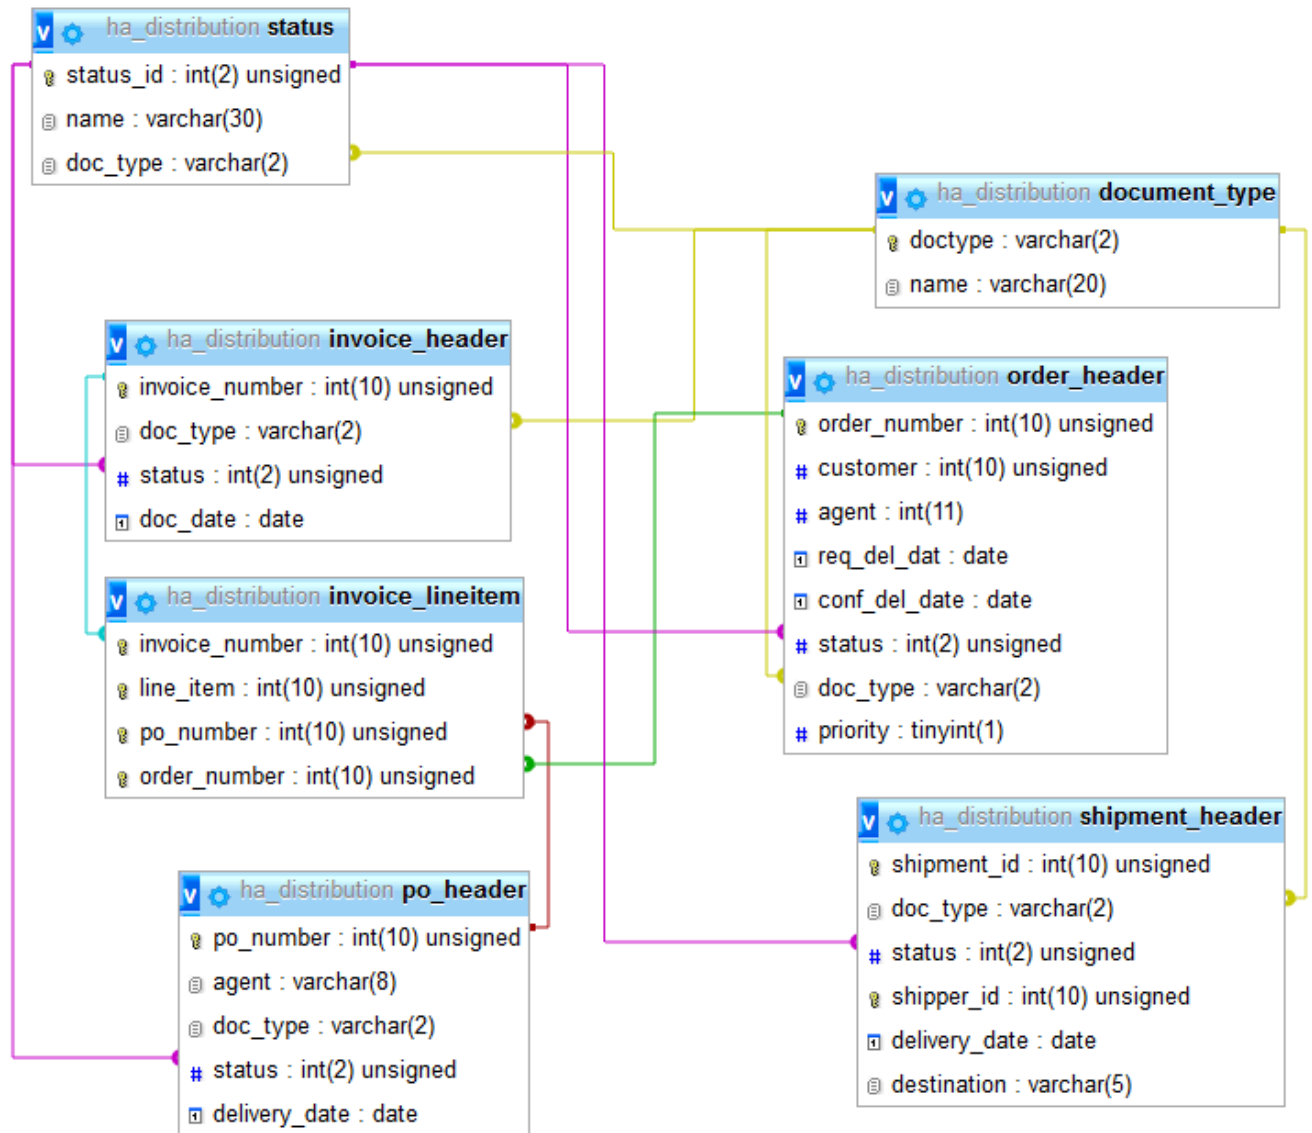 v ha_distribution status
status_id : int(2) unsigned
name : varchar(30)
doc_type : varchar(2)
v ha_distribution document_type
doctype : varchar(2)
name : varchar(20)
v ha_distribution invoice_header
invoice_number : int(10) unsigned
doc_type : varchar(2)
# status : int(2) unsigned
doc_date : date
v ha_distribution order_header
order_number : int(10) unsigned
# customer : int(10) unsigned
# agent : int(11)
req_del_dat : date
conf_del_date : date
# status : int(2) unsigned
doc_type : varchar(2)
# priority : tinyint(1)
v ha_distribution invoice_lineitem
invoice_number : int(10) unsigned
line_item : int(10) unsigned
po_number : int(10) unsigned
order_number : int(10) unsigned
v ha_distribution po_header
po_number : int(10) unsigned
agent : varchar(8)
doc_type : varchar(2)
# status : int(2) unsigned
delivery_date : date
v ha_distribution shipment_header
shipment_id : int(10) unsigned
doc_type : varchar(2)
# status : int(2) unsigned
shipper_id : int(10) unsigned
delivery_date : date
destination : varchar(5)